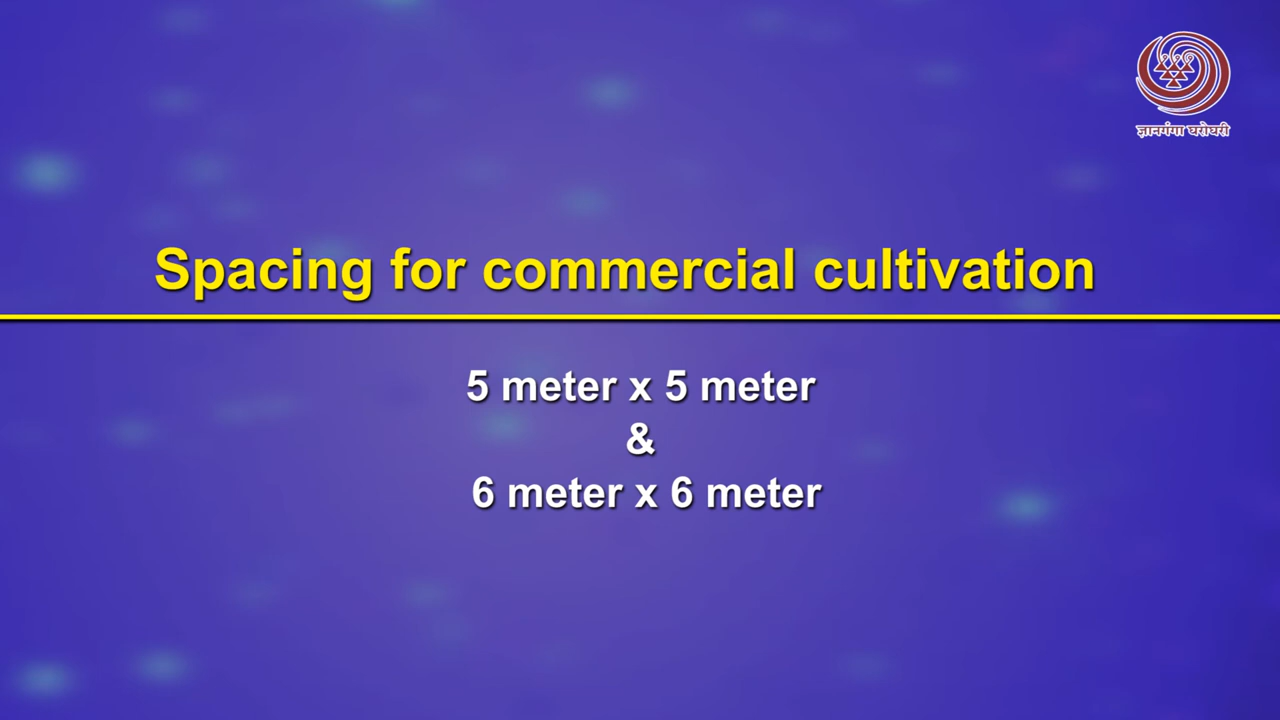 ज्ञानगंगा घरोघरी
Spacing for commercial cultivation
5 meter x 5 meter
&
6 meter x 6 meter